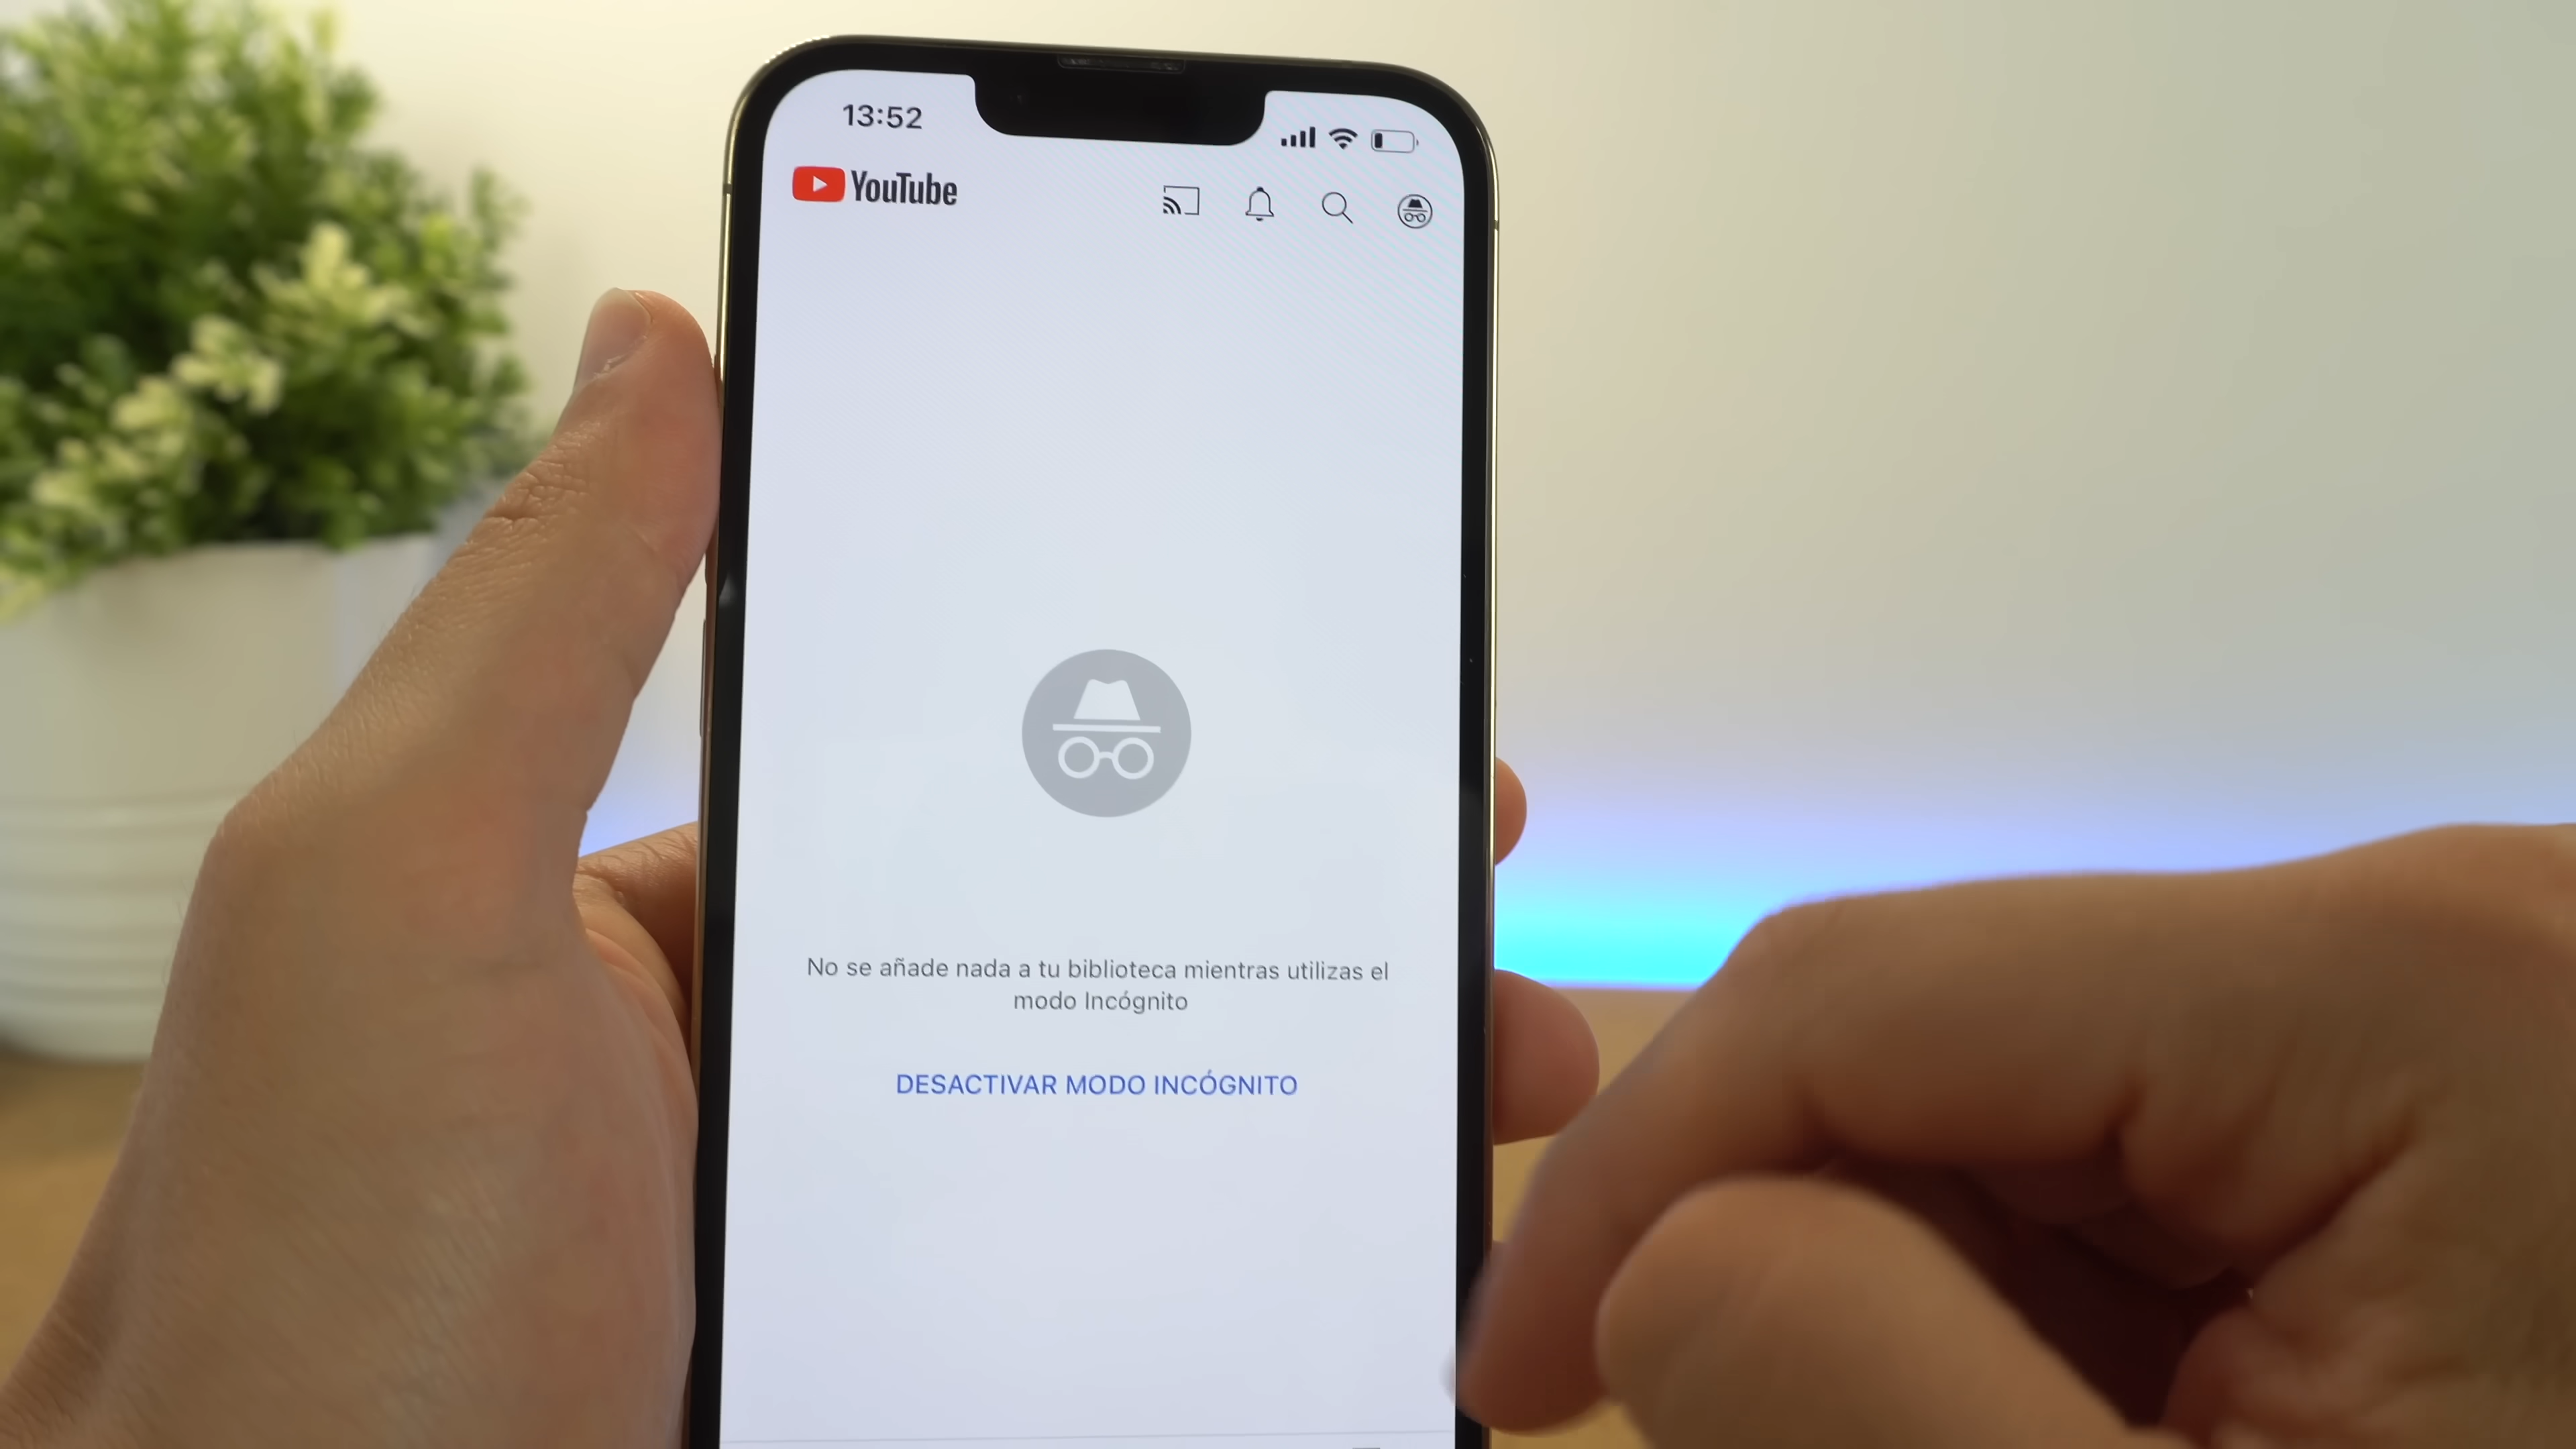 13:52
YouTube
No se añade nada a tu biblioteca mientras utilizas el
modo Incógnito
DESACTIVAR MODO INCÓGNITO